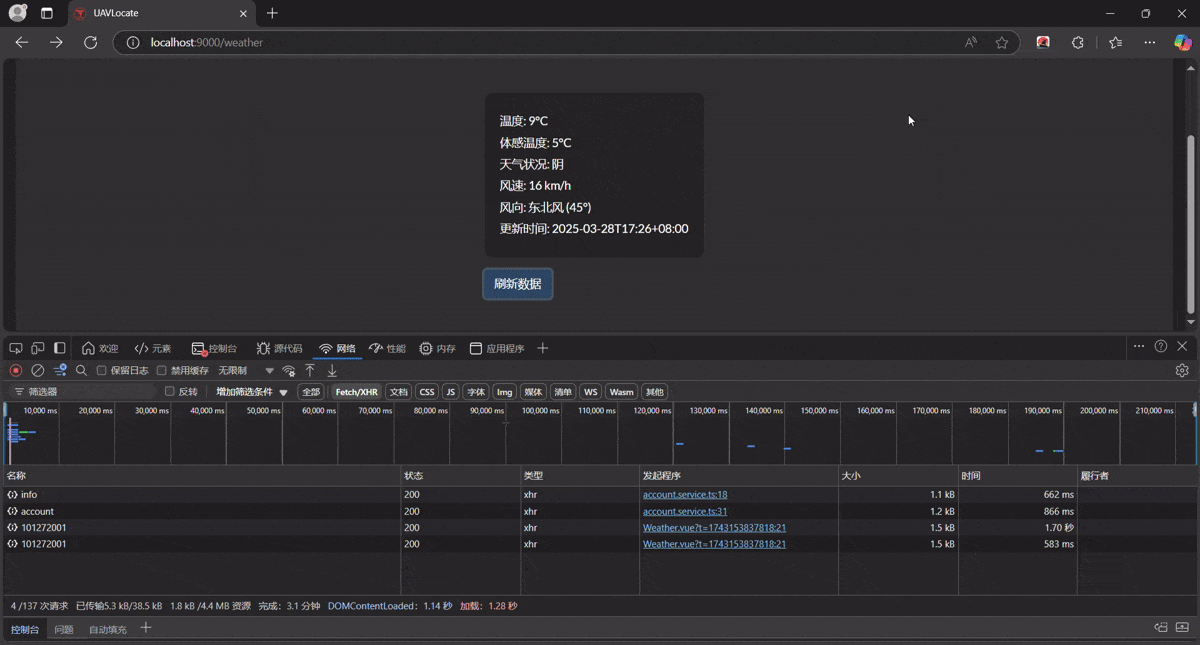 UAVLocate
localhost:9000/weather
温度: 9°C
体感温度: 5°C
天气状况: 阴
风速: 16 km/h
风向: 东北风 (45°)
更新时间: 2025-03-28T17:26+08:00
刷新数据
欢迎 元素 控制台 源代码 网络 性能 内存 应用程序
保留日志 禁用缓存 无限制
筛选器 反转 增加筛选条件 全部 Fetch/XHR 文档 CSS JS 字体 Img 媒体 清单 WS Wasm 其他
10,000 ms 20,000 ms 30,000 ms 40,000 ms 50,000 ms 60,000 ms 70,000 ms 80,000 ms 90,000 ms 100,000 ms 110,000 ms 120,000 ms 130,000 ms 140,000 ms 150,000 ms 160,000 ms 170,000 ms 180,000 ms 190,000 ms 200,000 ms 210,000 ms
名称 状态 类型 发起程序 大小 时间 履行者
info 200 xhr account.service.ts:18 1.1 kB 662 ms
account 200 xhr account.service.ts:31 1.2 kB 866 ms
101272001 200 xhr Weather.vue?t=1743153837818:21 1.5 kB 1.70 秒
101272001 200 xhr Weather.vue?t=1743153837818:21 1.5 kB 583 ms
4 /137 次请求 已传输5.3 kB/38.5 kB 1.8 kB /4.4 MB 资源 完成: 3.1 分钟 DOMContentLoaded: 1.14 秒 加载: 1.28 秒
控制台 问题 自动填充